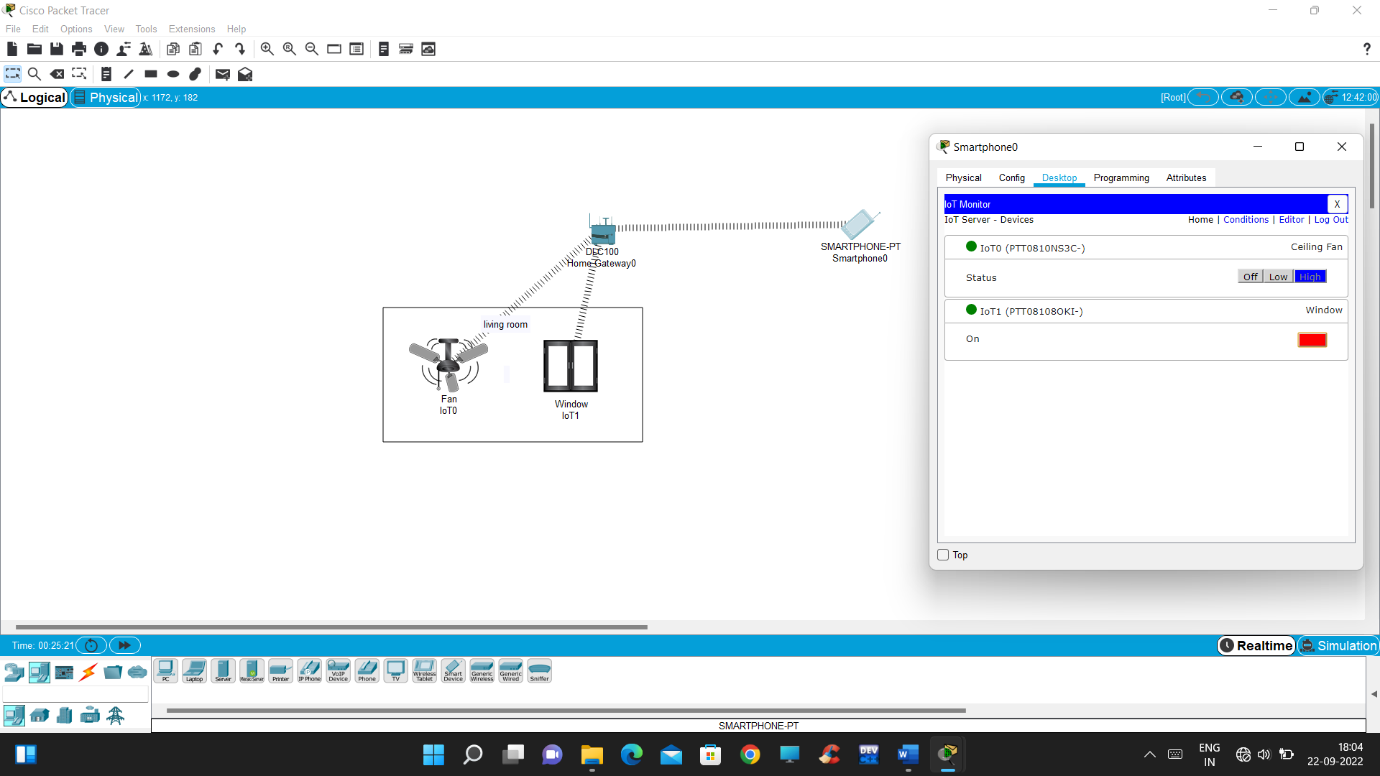 Cisco Packet Tracer
File Edit Options View Tools Extensions Help
?
Logical Physical x: 1172, y: 182 [Root] 12:42:00
Smartphone0
Physical Config Desktop Programming Attributes
IoT Monitor X
IoT Server - Devices Home | Conditions | Editor | Log Out
IoT0 (PTT0810NS3C-) Ceiling Fan
Status Off Low High
IoT1 (PTT08108OKI-) Window
On
Top
DLC100
Home Gateway0
SMARTPHONE-PT
Smartphone0
living room
Fan
IoT0
Window
IoT1
Time: 00:25:21 Realtime Simulation
PC Laptop Server Printer IP Phone VoIP Device Phone TV Wireless Tablet Smart Device Generic Wireless Generic Wired Sniffer
SMARTPHONE-PT
DEV
W
ENG
IN
18:04
22-09-2022